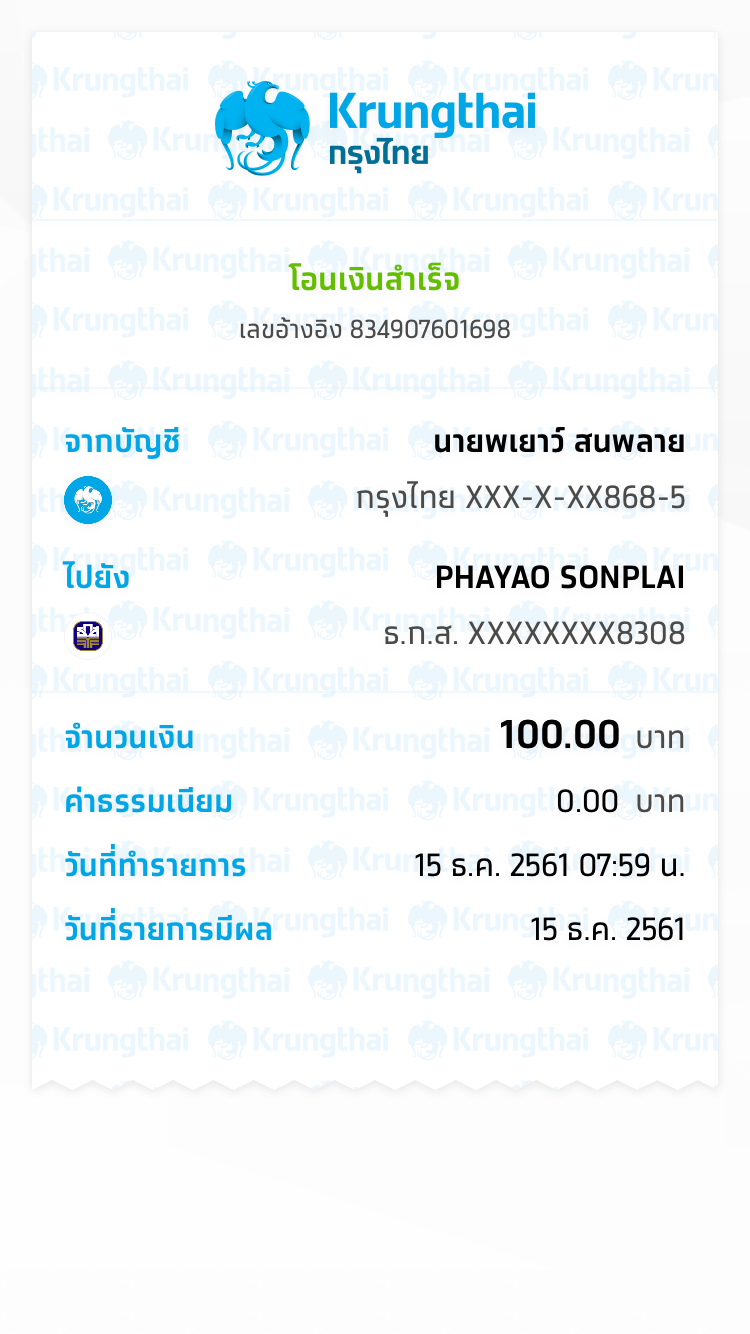 Krungthai
กรุงไทย
โอนเงินสำเร็จ
เลขอ้างอิง 834907601698
จากบัญชี นายพเยาว์ สนพลาย
กรุงไทย XXX-X-XX868-5
ไปยัง PHAYAO SONPLAI
ธ.ก.ส. XXXXXXXX8308
จำนวนเงิน 100.00 บาท
ค่าธรรมเนียม 0.00 บาท
วันที่ทำรายการ 15 ธ.ค. 2561 07:59 น.
วันที่รายการมีผล 15 ธ.ค. 2561